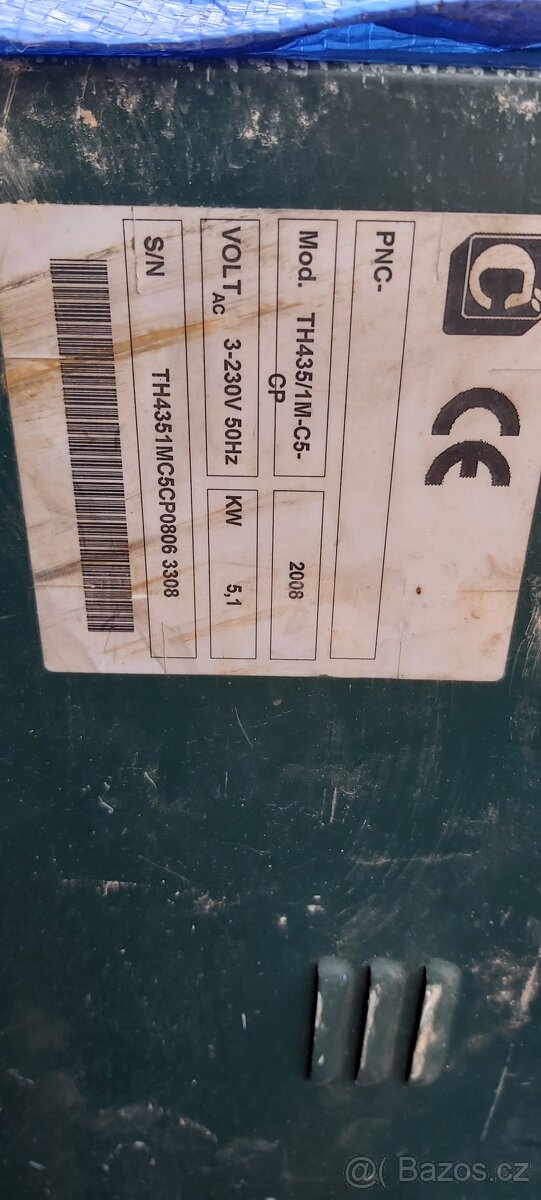 C
CE
PNC-
Mod. TH435/1M-C5-
CP
2008
VOLT AC 3-230V 50Hz
KW 5,1
S/N TH4351MC5CP0806 3308
@( Bazoš.cz